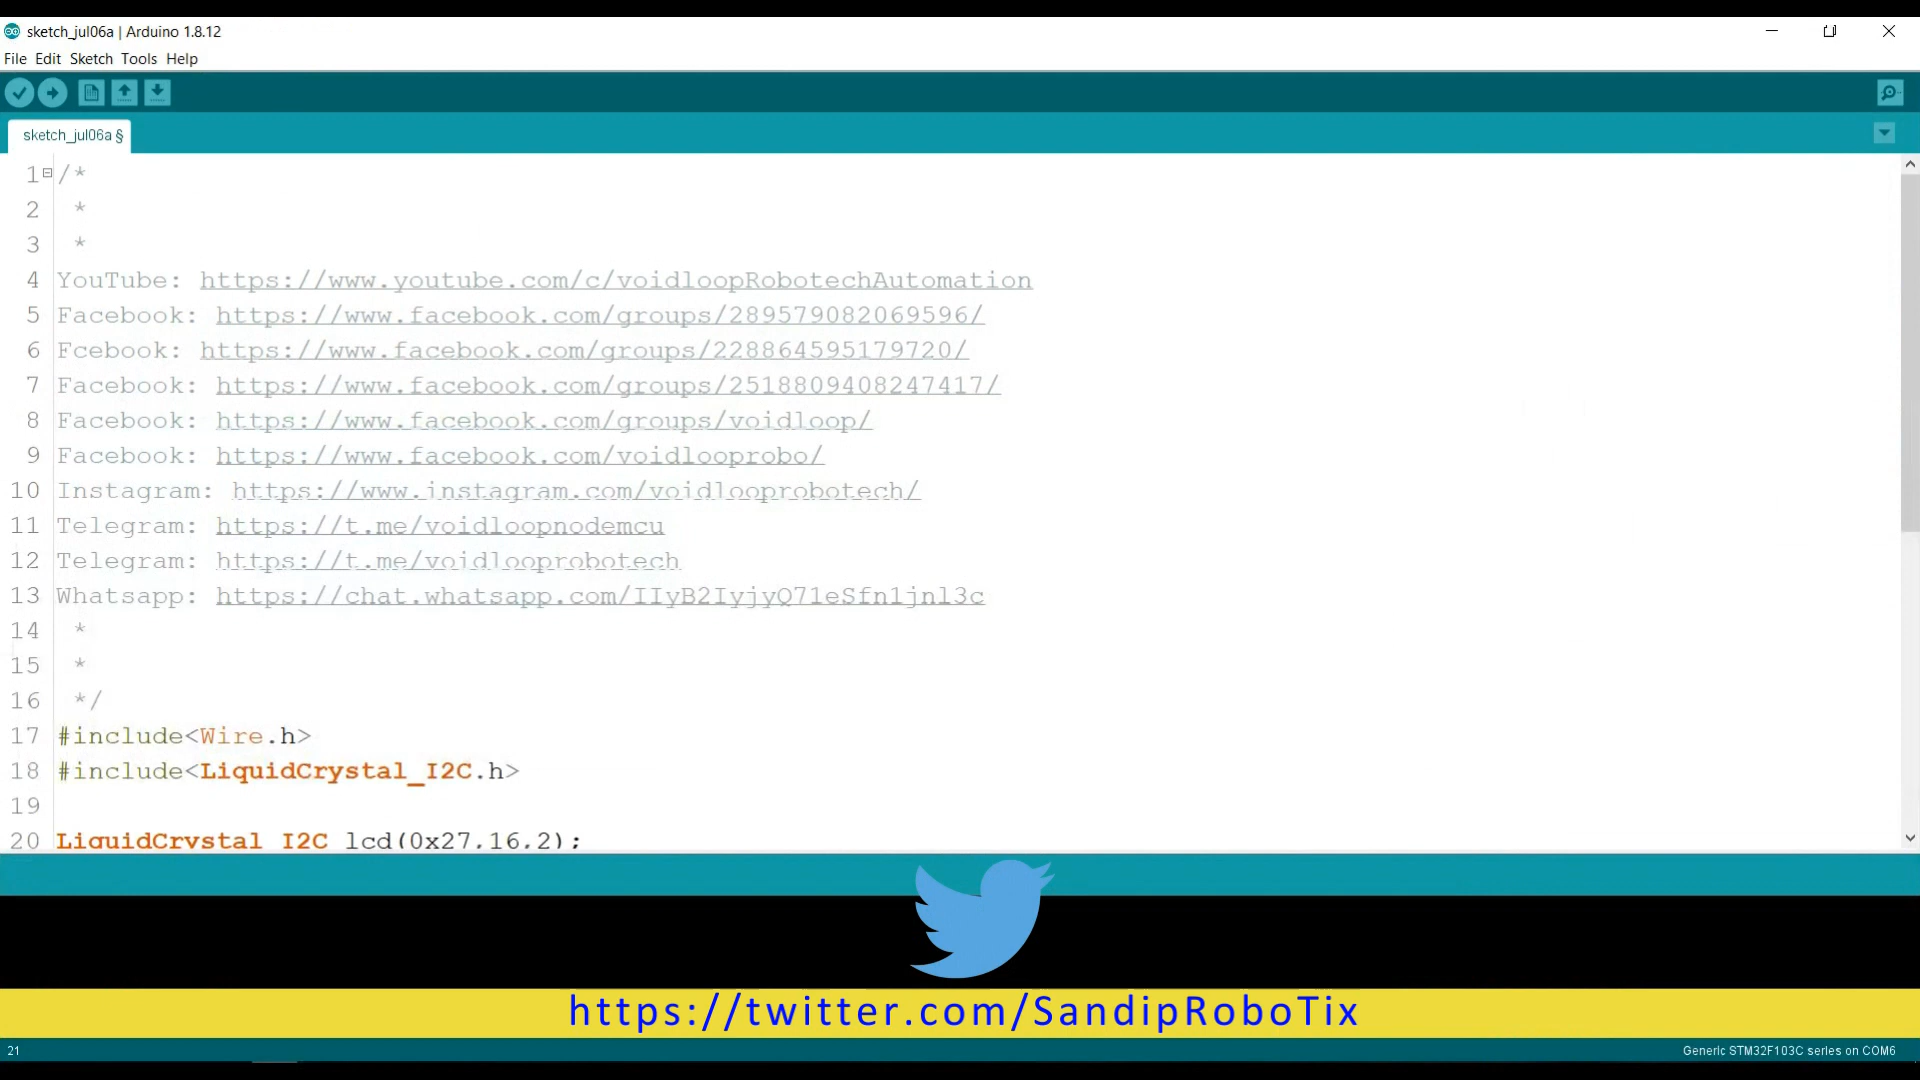 sketch_jul06a | Arduino 1.8.12
File Edit Sketch Tools Help
sketch_jul06a §
1 /*
2 *
3 *
4 YouTube: https://www.youtube.com/c/voidloopRobotechAutomation
5 Facebook: https://www.facebook.com/groups/289579082069596/
6 Fcebook: https://www.facebook.com/groups/228864595179720/
7 Facebook: https://www.facebook.com/groups/2518809408247417/
8 Facebook: https://www.facebook.com/groups/voidloop/
9 Facebook: https://www.facebook.com/voidlooprobo/
10 Instagram: https://www.instagram.com/voidlooprobotech/
11 Telegram: https://t.me/voidloopnodemcu
12 Telegram: https://t.me/voidlooprobotech
13 Whatsapp: https://chat.whatsapp.com/IIyB2IyjyQ71eSfn1jnl3c
14 *
15 *
16 */
17 #include<Wire.h>
18 #include<LiquidCrystal_I2C.h>
19
20 LiquidCrystal_I2C lcd(0x27,16,2);
https://twitter.com/SandipRoboTix
21
Generic STM32F103C series on COM6